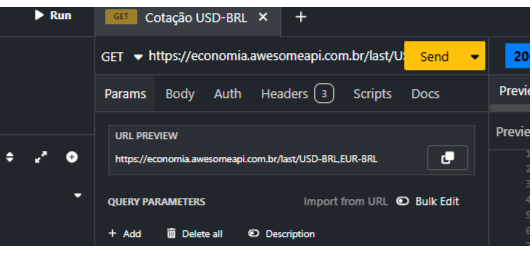 Run
GET Cotação USD-BRL
GET https://economia.awesomeapi.com.br/last/U Send 20
Params Body Auth Headers 3 Scripts Docs Previe
URL PREVIEW
https://economia.awesomeapi.com.br/last/USD-BRL,EUR-BRL
Previe
QUERY PARAMETERS Import from URL Bulk Edit
+ Add Delete all Description